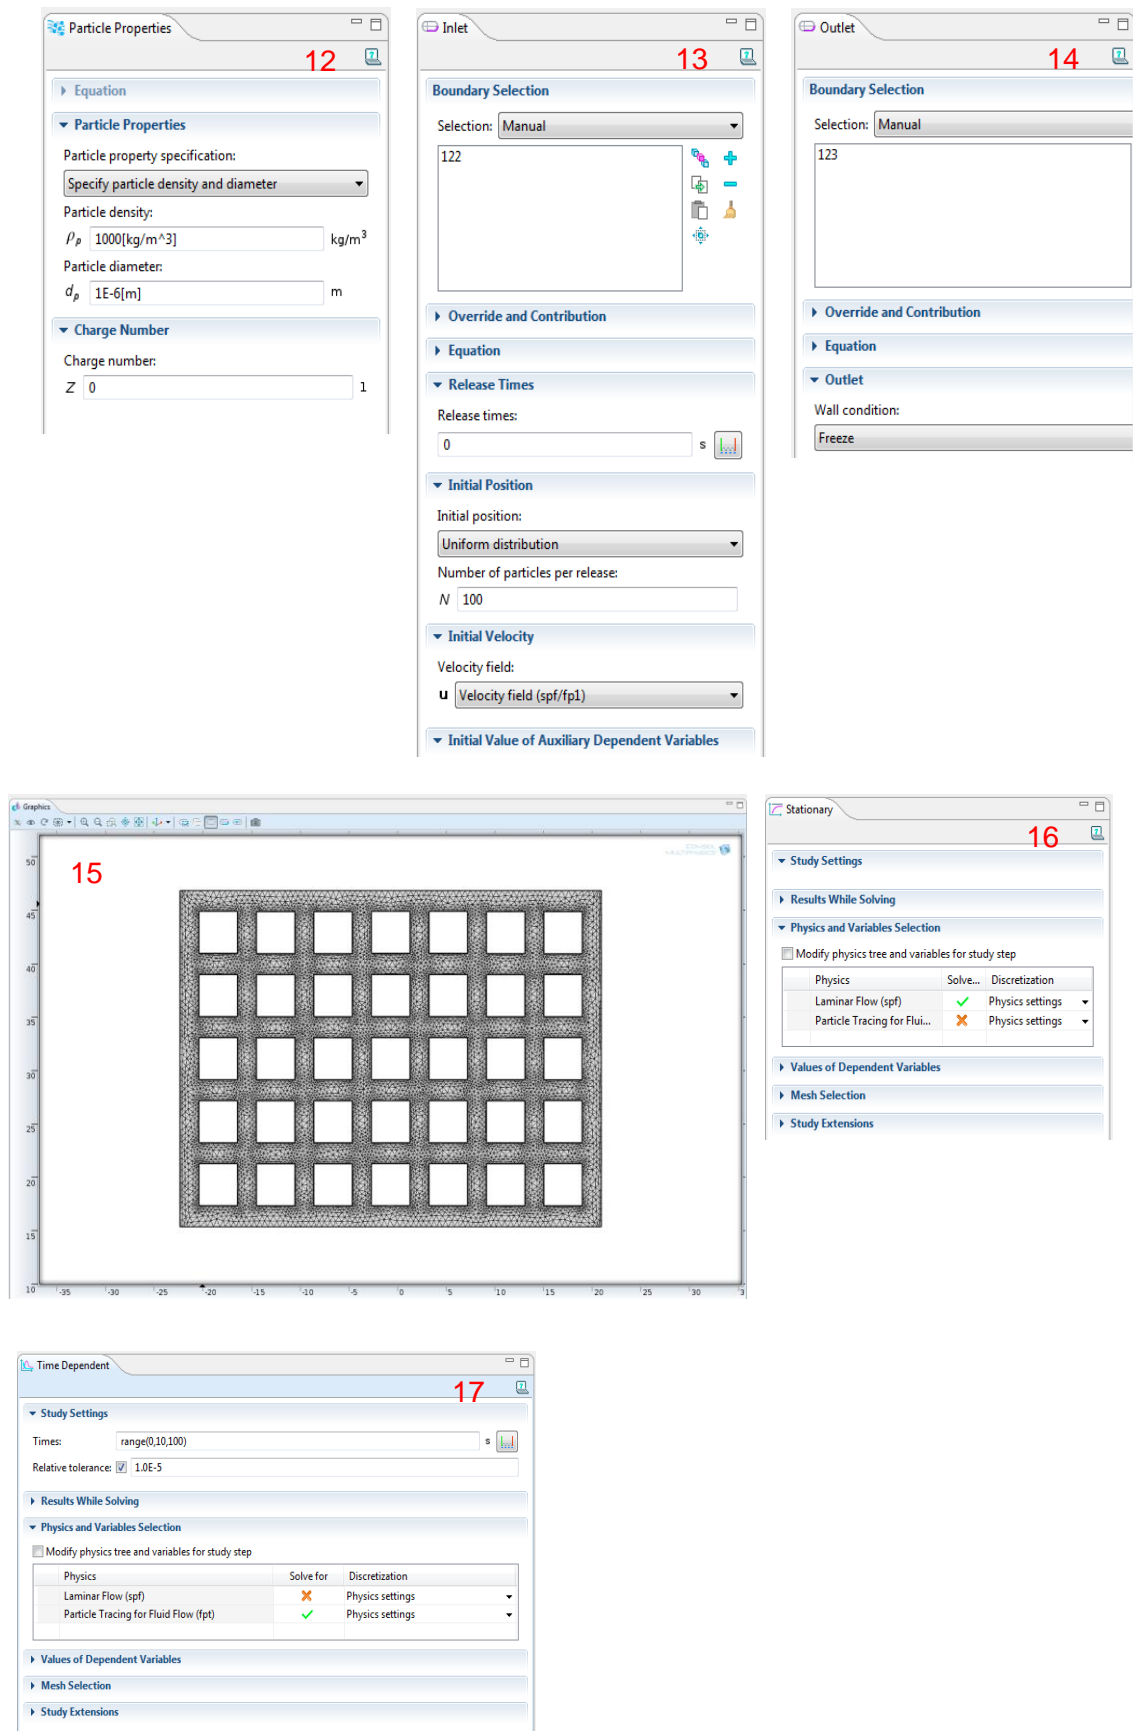 Particle Properties
12
Equation
Particle Properties
Particle property specification:
Specify particle density and diameter
Particle density:
ρp 1000[kg/m^3] kg/m³
Particle diameter:
dp 1E-6[m] m
Charge Number
Charge number:
Z 0 1
Inlet
13
Boundary Selection
Selection: Manual
122
Override and Contribution
Equation
Release Times
Release times:
0 s
Initial Position
Initial position:
Uniform distribution
Number of particles per release:
N 100
Initial Velocity
Velocity field:
u Velocity field (spf/fp1)
Initial Value of Auxiliary Dependent Variables
Outlet
14
Boundary Selection
Selection: Manual
123
Override and Contribution
Equation
Outlet
Wall condition:
Freeze
Graphics
15
COMSOL
MULTIPHYSICS
50
45
40
35
30
25
20
15
10
-35 -30 -25 -20 -15 -10 -5 0 5 10 15 20 25 30 3
Stationary
16
Study Settings
Results While Solving
Physics and Variables Selection
Modify physics tree and variables for study step
Physics Solve... Discretization
Laminar Flow (spf) Physics settings
Particle Tracing for Flui... Physics settings
Values of Dependent Variables
Mesh Selection
Study Extensions
Time Dependent
17
Study Settings
Times: range(0,10,100) s
Relative tolerance: 1.0E-5
Results While Solving
Physics and Variables Selection
Modify physics tree and variables for study step
Physics Solve for Discretization
Laminar Flow (spf) Physics settings
Particle Tracing for Fluid Flow (fpt) Physics settings
Values of Dependent Variables
Mesh Selection
Study Extensions